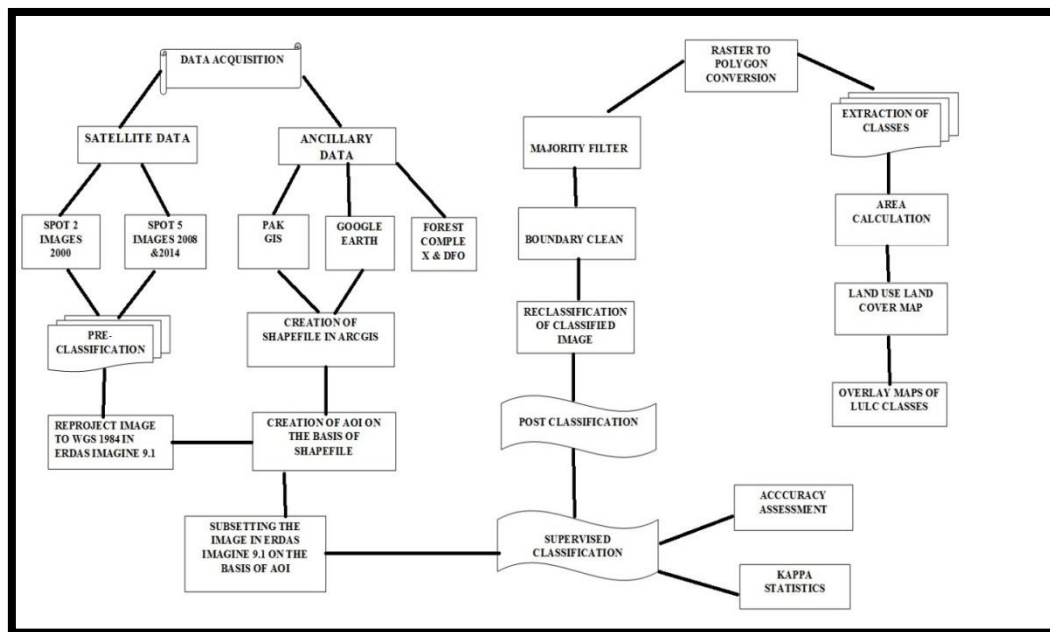 DATA ACQUISITION
SATELLITE DATA
ANCILLARY
DATA
SPOT 2
IMAGES
2000
SPOT 5
IMAGES 2008
&2014
PAK
GIS
GOOGLE
EARTH
FOREST
COMPLE
X & DFO
PRE-
CLASSIFICATION
CREATION OF
SHAPEFILE IN ARCGIS
REPROJECT IMAGE
TO WGS 1984 IN
ERDAS IMAGINE 9.1
CREATION OF AOI ON
THE BASIS OF
SHAPEFILE
SUBSETTING THE
IMAGE IN ERDAS
IMAGINE 9.1 ON THE
BASIS OF AOI
SUPERVISED
CLASSIFICATION
ACCCURACY
ASSESSMENT
KAPPA
STATISTICS
POST CLASSIFICATION
RECLASSIFICATION
OF CLASSIFIED
IMAGE
BOUNDARY CLEAN
MAJORITY FILTER
RASTER TO
POLYGON
CONVERSION
EXTRACTION OF
CLASSES
AREA
CALCULATION
LAND USE LAND
COVER MAP
OVERLAY MAPS OF
LULC CLASSES